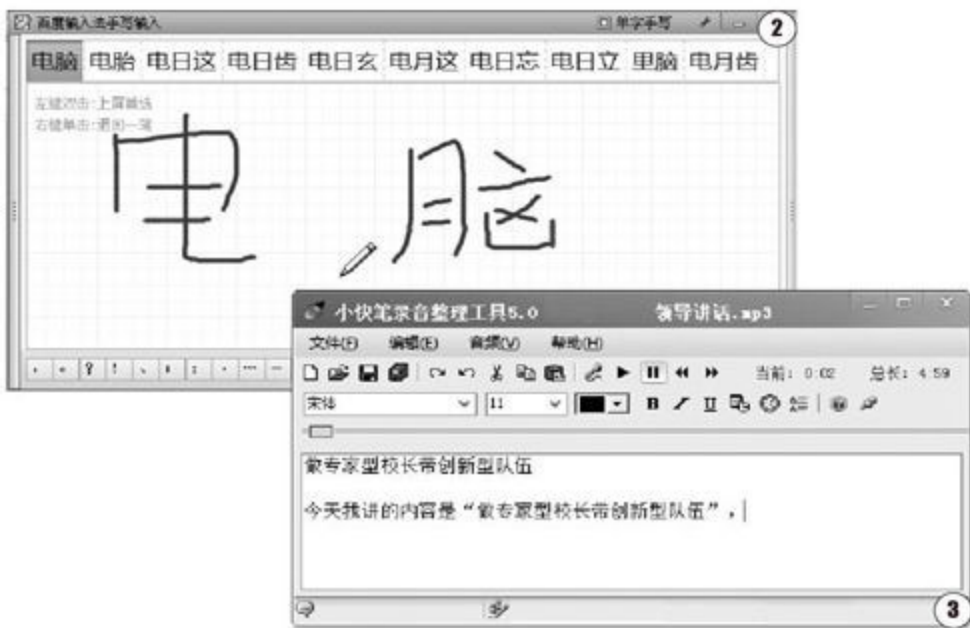 百度输入法手写输入 单字手写
②
电脑 电胎 电日这 电日齿 电日玄 电月这 电日忘 电日立 里脑 电月齿
左键双击:上屏首选
右键单击:退回一笔
电 脑
小快笔录音整理工具5.0 领导讲话.mp3
文件(F) 编辑(E) 音频(V) 帮助(H)
当前: 0:02 总长: 4:59
宋体 11 B I U
做专家型校长带创新型队伍
今天我讲的内容是“做专家型校长带创新型队伍”，
③